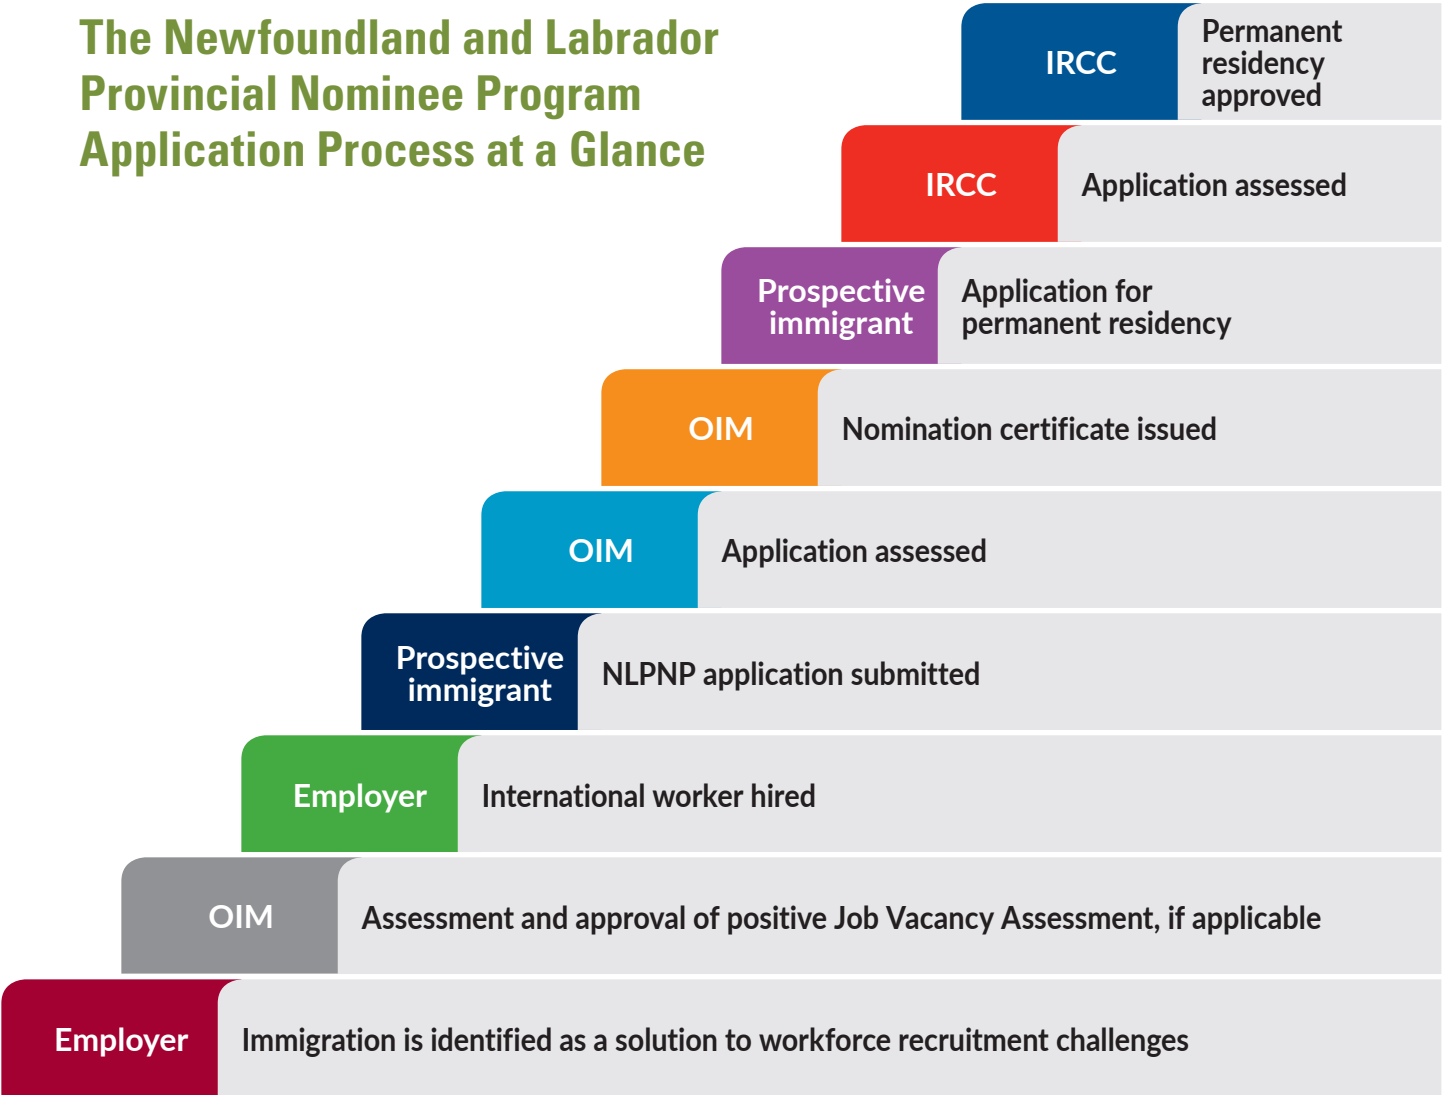 The Newfoundland and Labrador
Provincial Nominee Program
Application Process at a Glance
IRCC
Permanent
residency
approved
IRCC
Application assessed
Prospective
immigrant
Application for
permanent residency
OIM
Nomination certificate issued
OIM
Application assessed
Prospective
immigrant
NLPNP application submitted
Employer
International worker hired
OIM
Assessment and approval of positive Job Vacancy Assessment, if applicable
Employer
Immigration is identified as a solution to workforce recruitment challenges